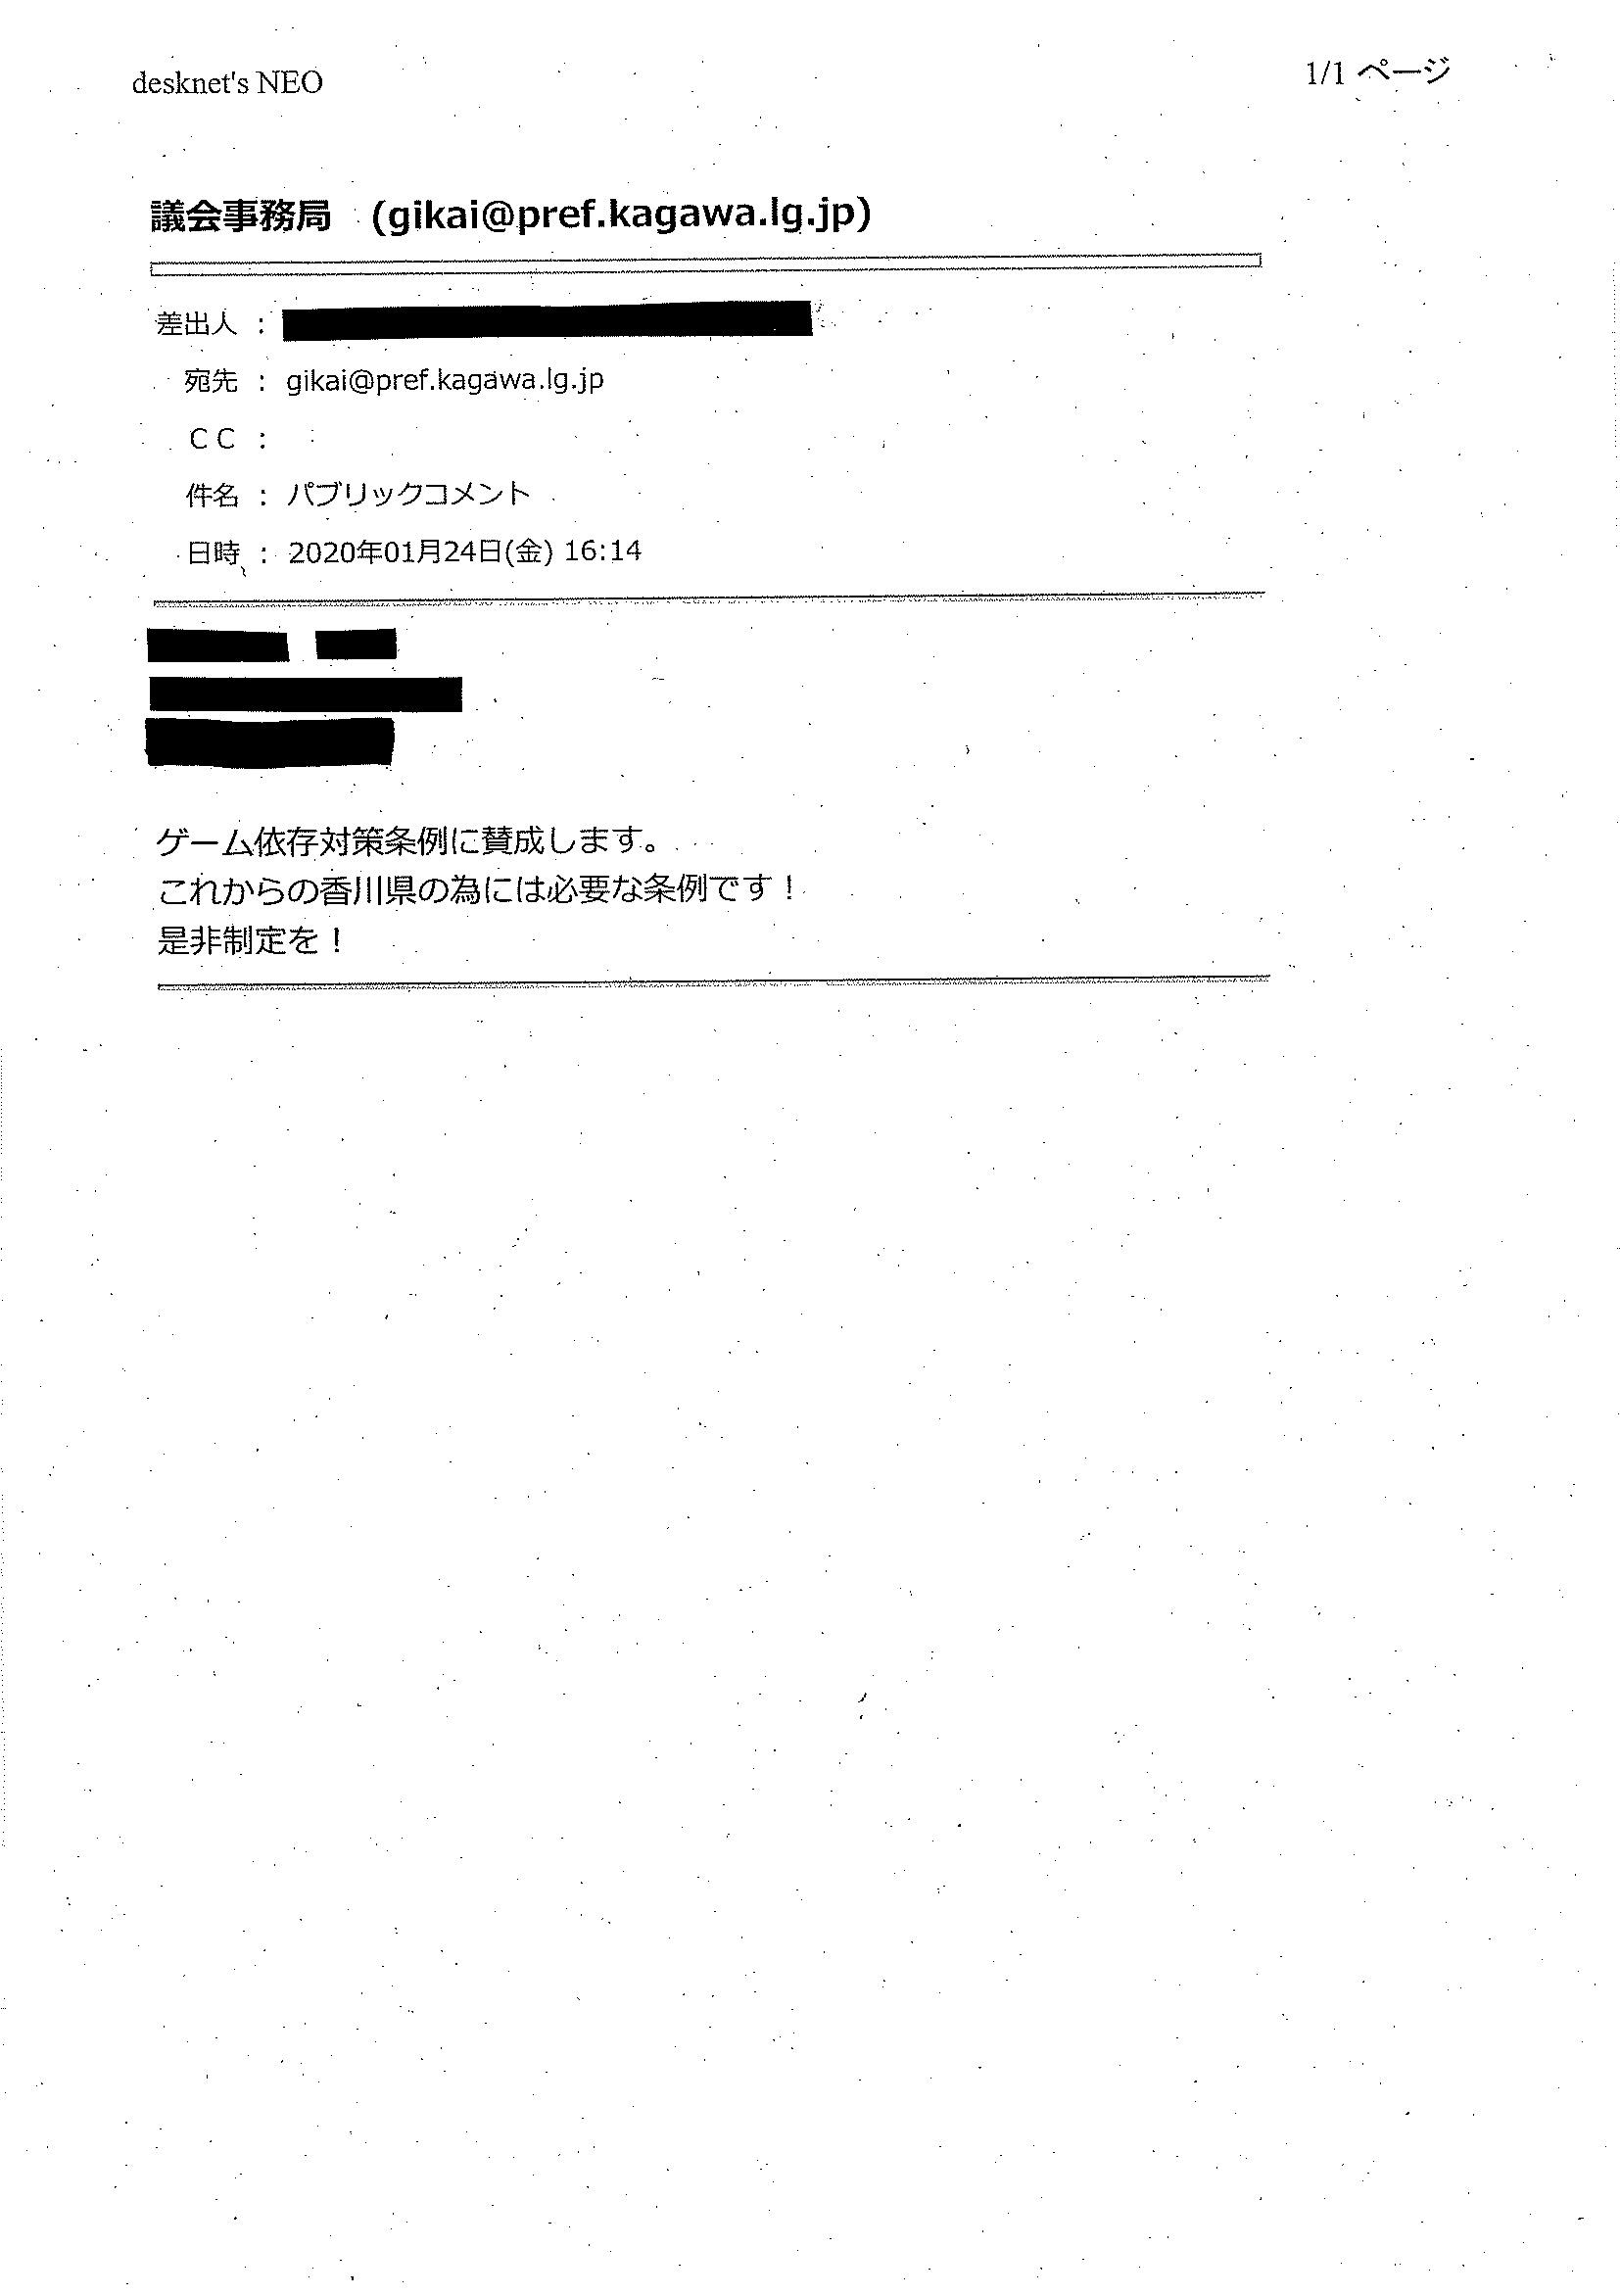 desknet's NEO
1/1 ページ
議会事務局 (gikai@pref.kagawa.lg.jp)
差出人 :
宛先 : gikai@pref.kagawa.lg.jp
ＣＣ :
件名 : パブリックコメント
日時 : 2020年01月24日(金) 16:14
ゲーム依存対策条例に賛成します。
これからの香川県の為には必要な条例です！
是非制定を！